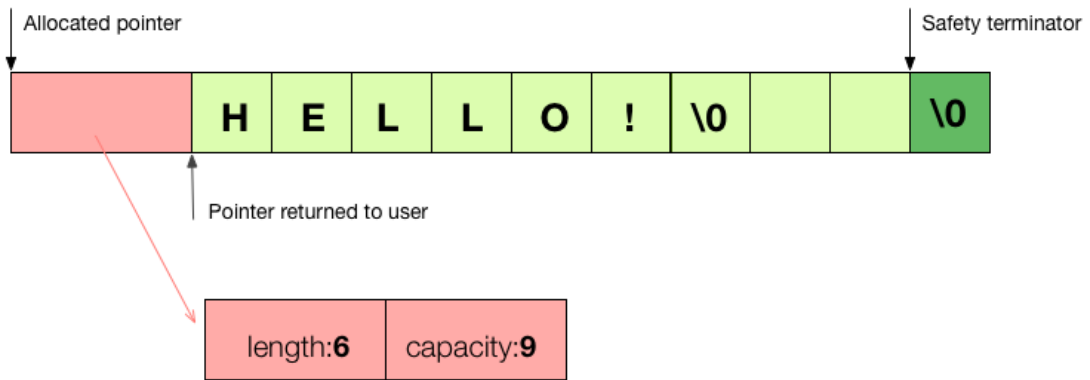 Allocated pointer
Safety terminator
H E L L O ! \0 \0
Pointer returned to user
length:6 capacity:9